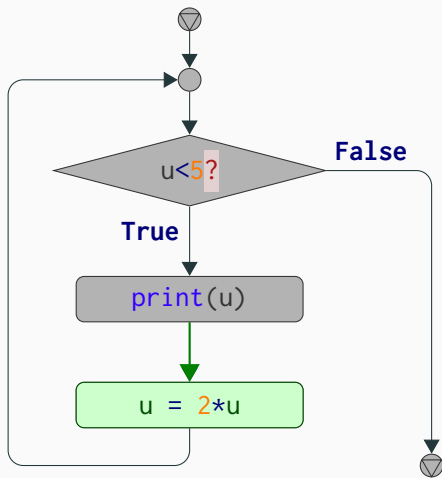 u<5?
False
True
print(u)
u = 2*u